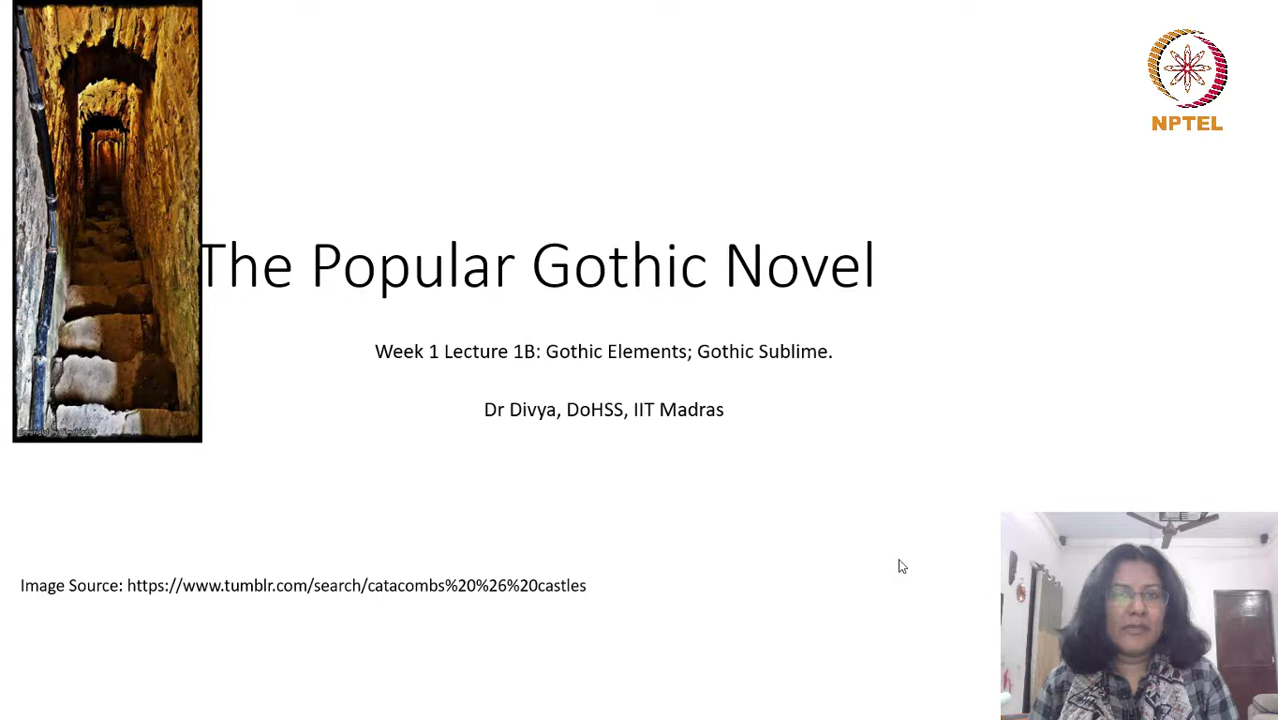 NPTEL
The Popular Gothic Novel
Week 1 Lecture 1B: Gothic Elements; Gothic Sublime.
Dr Divya, DoHSS, IIT Madras
Image Source: https://www.tumblr.com/search/catacombs%20%26%20castles